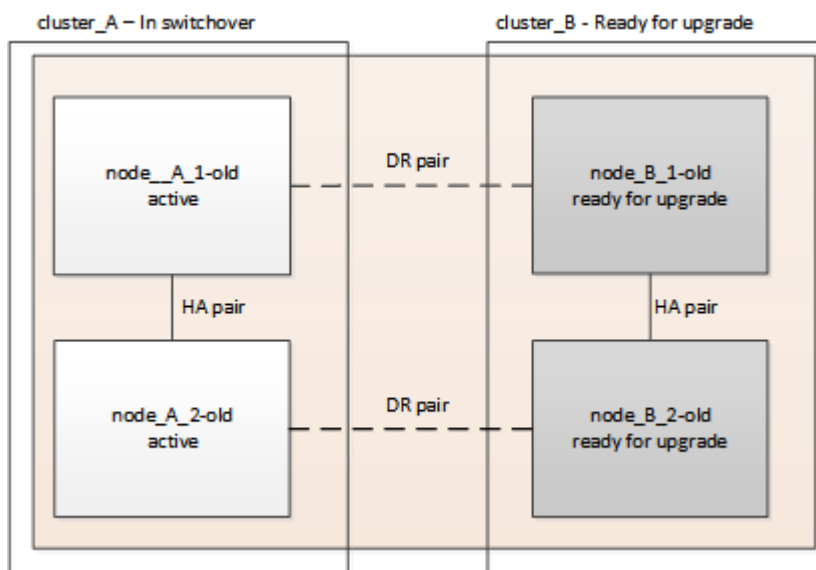 cluster_A – In switchover
cluster_B - Ready for upgrade
node__A_1-old
active
DR pair
node_B_1-old
ready for upgrade
HA pair
HA pair
node_A_2-old
active
DR pair
node_B_2-old
ready for upgrade